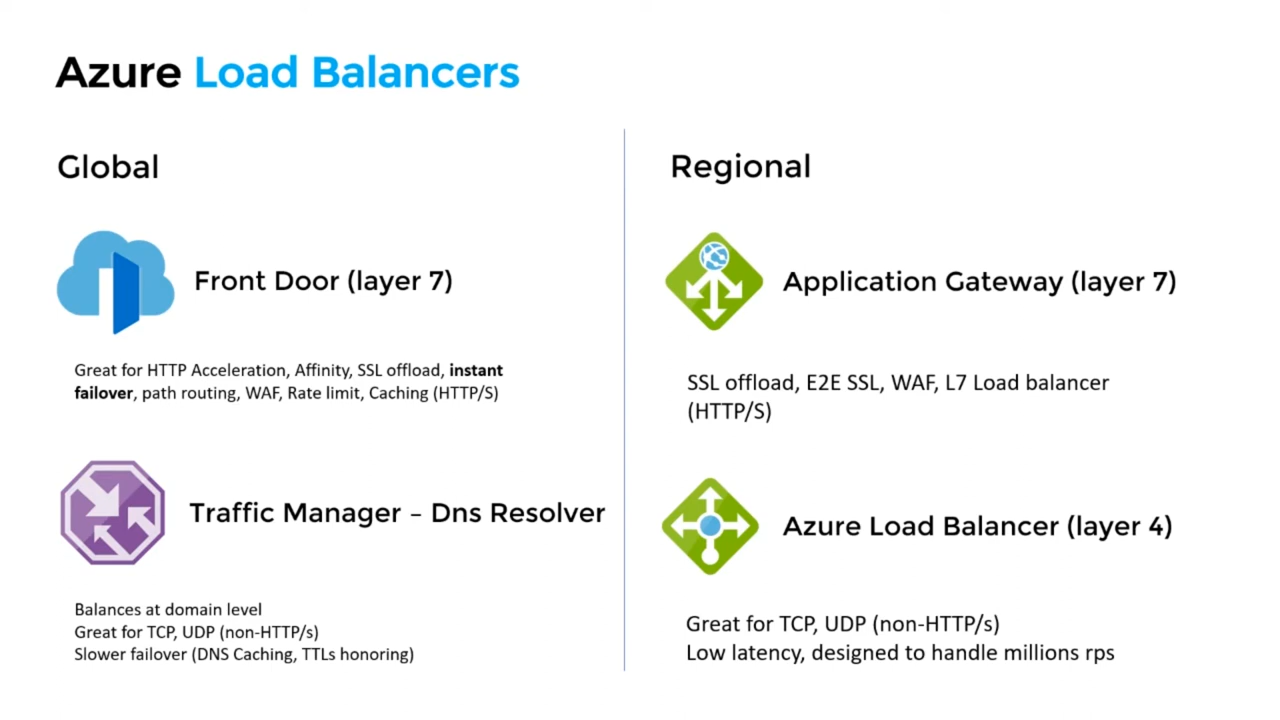 Azure Load Balancers
Global
Front Door (layer 7)
Great for HTTP Acceleration, Affinity, SSL offload, instant
failover, path routing, WAF, Rate limit, Caching (HTTP/S)
Traffic Manager – Dns Resolver
Balances at domain level
Great for TCP, UDP (non-HTTP/s)
Slower failover (DNS Caching, TTLs honoring)
Regional
Application Gateway (layer 7)
SSL offload, E2E SSL, WAF, L7 Load balancer
(HTTP/S)
Azure Load Balancer (layer 4)
Great for TCP, UDP (non-HTTP/s)
Low latency, designed to handle millions rps